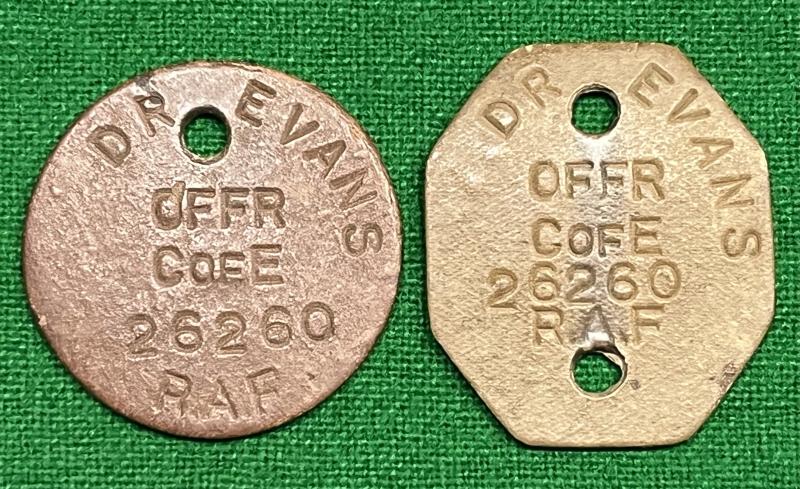 DR EVANS
OFFR
CofE
26260
RAF
DR EVANS
OFFR
CofE
26260
RAF